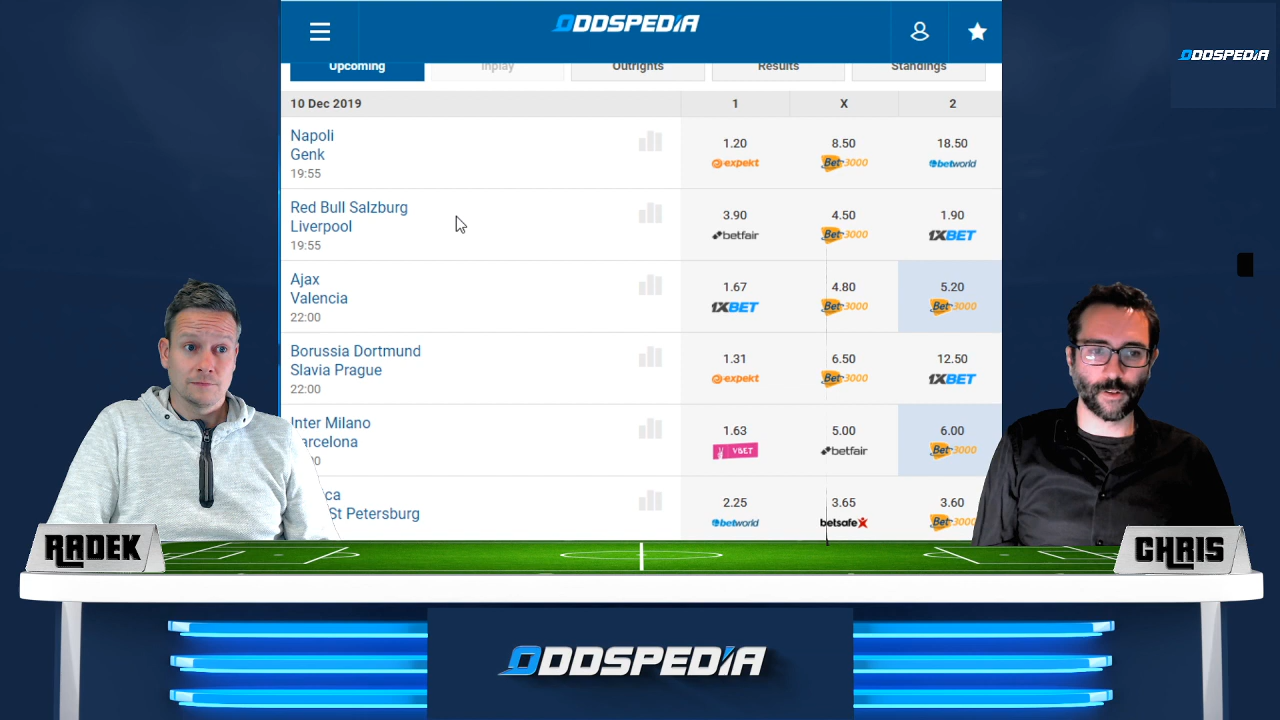 ODDSPEDIA
ODDSPEDIA
Upcoming Inplay Outrights Results Standings
10 Dec 2019 1 X 2
Napoli
Genk
19:55
1.20 8.50 18.50
expekt Bet3000 betworld
Red Bull Salzburg
Liverpool
19:55
3.90 4.50 1.90
betfair Bet3000 1XBET
Ajax
Valencia
22:00
1.67 4.80 5.20
1XBET Bet3000 Bet3000
Borussia Dortmund
Slavia Prague
22:00
1.31 6.50 12.50
expekt Bet3000 1XBET
Inter Milano
arcelona
00
1.63 5.00 6.00
VBET betfair Bet3000
ca
St Petersburg
2.25 3.65 3.60
betworld betsafe Bet3000
RADEK
CHRIS
ODDSPEDIA